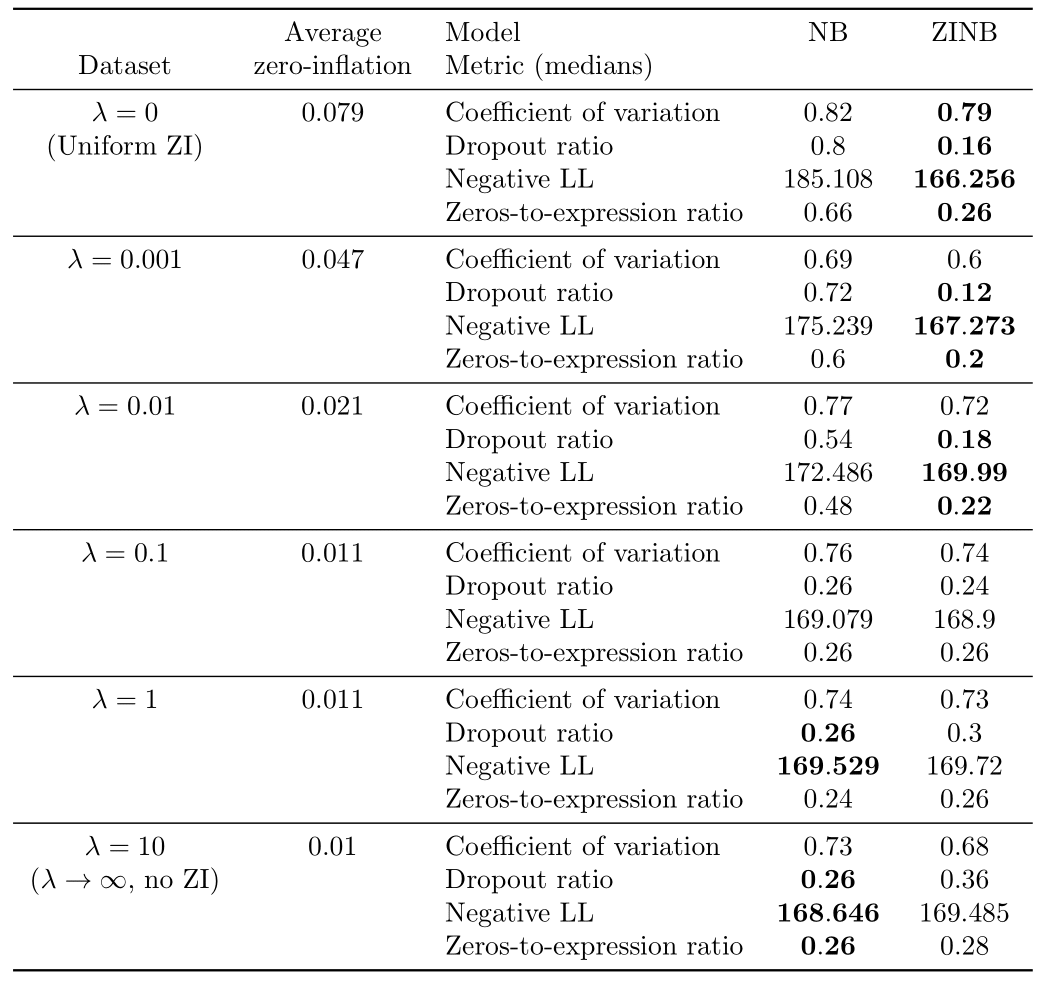 Average Model NB ZINB
Dataset zero-inflation Metric (medians)
λ = 0 0.079 Coefficient of variation 0.82 0.79
(Uniform ZI) Dropout ratio 0.8 0.16
Negative LL 185.108 166.256
Zeros-to-expression ratio 0.66 0.26
λ = 0.001 0.047 Coefficient of variation 0.69 0.6
Dropout ratio 0.72 0.12
Negative LL 175.239 167.273
Zeros-to-expression ratio 0.6 0.2
λ = 0.01 0.021 Coefficient of variation 0.77 0.72
Dropout ratio 0.54 0.18
Negative LL 172.486 169.99
Zeros-to-expression ratio 0.48 0.22
λ = 0.1 0.011 Coefficient of variation 0.76 0.74
Dropout ratio 0.26 0.24
Negative LL 169.079 168.9
Zeros-to-expression ratio 0.26 0.26
λ = 1 0.011 Coefficient of variation 0.74 0.73
Dropout ratio 0.26 0.3
Negative LL 169.529 169.72
Zeros-to-expression ratio 0.24 0.26
λ = 10 0.01 Coefficient of variation 0.73 0.68
(λ → ∞, no ZI) Dropout ratio 0.26 0.36
Negative LL 168.646 169.485
Zeros-to-expression ratio 0.26 0.28